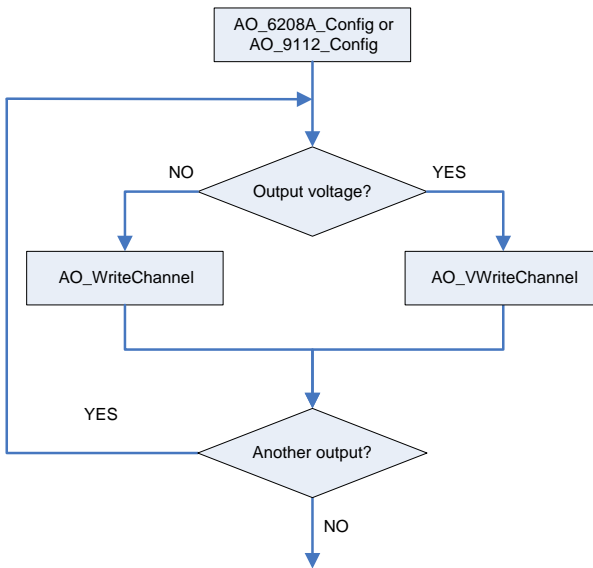 AO_6208A_Config or
AO_9112_Config
NO
YES
Output voltage?
AO_WriteChannel
AO_VWriteChannel
YES
Another output?
NO